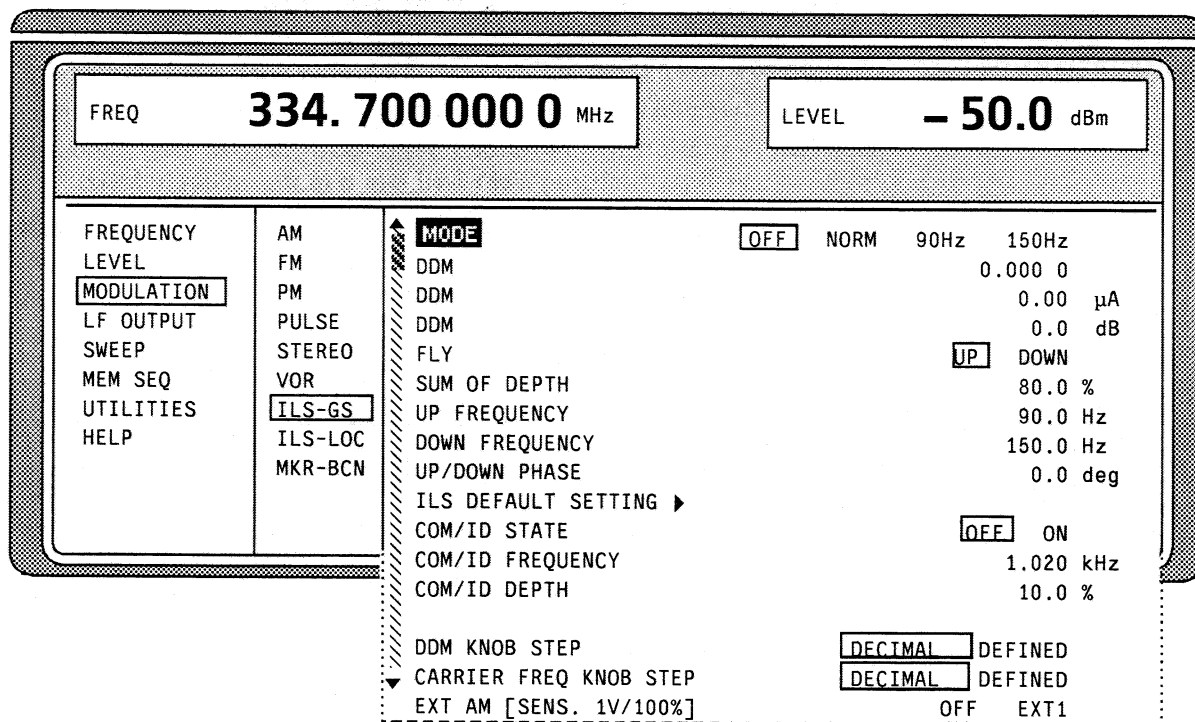 FREQ 334. 700 000 0 MHz LEVEL – 50.0 dBm
FREQUENCY
LEVEL
MODULATION
LF OUTPUT
SWEEP
MEM SEQ
UTILITIES
HELP
AM
FM
PM
PULSE
STEREO
VOR
ILS-GS
ILS-LOC
MKR-BCN
MODE OFF NORM 90Hz 150Hz
DDM 0.000 0
DDM 0.00 µA
DDM 0.0 dB
FLY UP DOWN
SUM OF DEPTH 80.0 %
UP FREQUENCY 90.0 Hz
DOWN FREQUENCY 150.0 Hz
UP/DOWN PHASE 0.0 deg
ILS DEFAULT SETTING ▶
COM/ID STATE OFF ON
COM/ID FREQUENCY 1.020 kHz
COM/ID DEPTH 10.0 %
DDM KNOB STEP DECIMAL DEFINED
CARRIER FREQ KNOB STEP DECIMAL DEFINED
EXT AM [SENS. 1V/100%] OFF EXT1